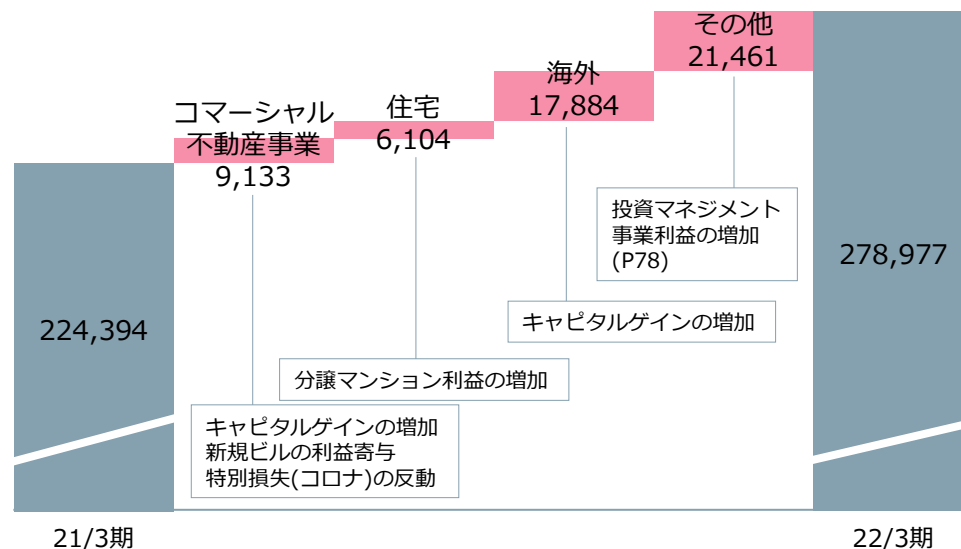 その他
21,461
海外
17,884
住宅
6,104
コマーシャル
不動産事業
9,133
投資マネジメント
事業利益の増加
(P78)
278,977
224,394
キャピタルゲインの増加
分譲マンション利益の増加
キャピタルゲインの増加
新規ビルの利益寄与
特別損失(コロナ)の反動
21/3期
22/3期